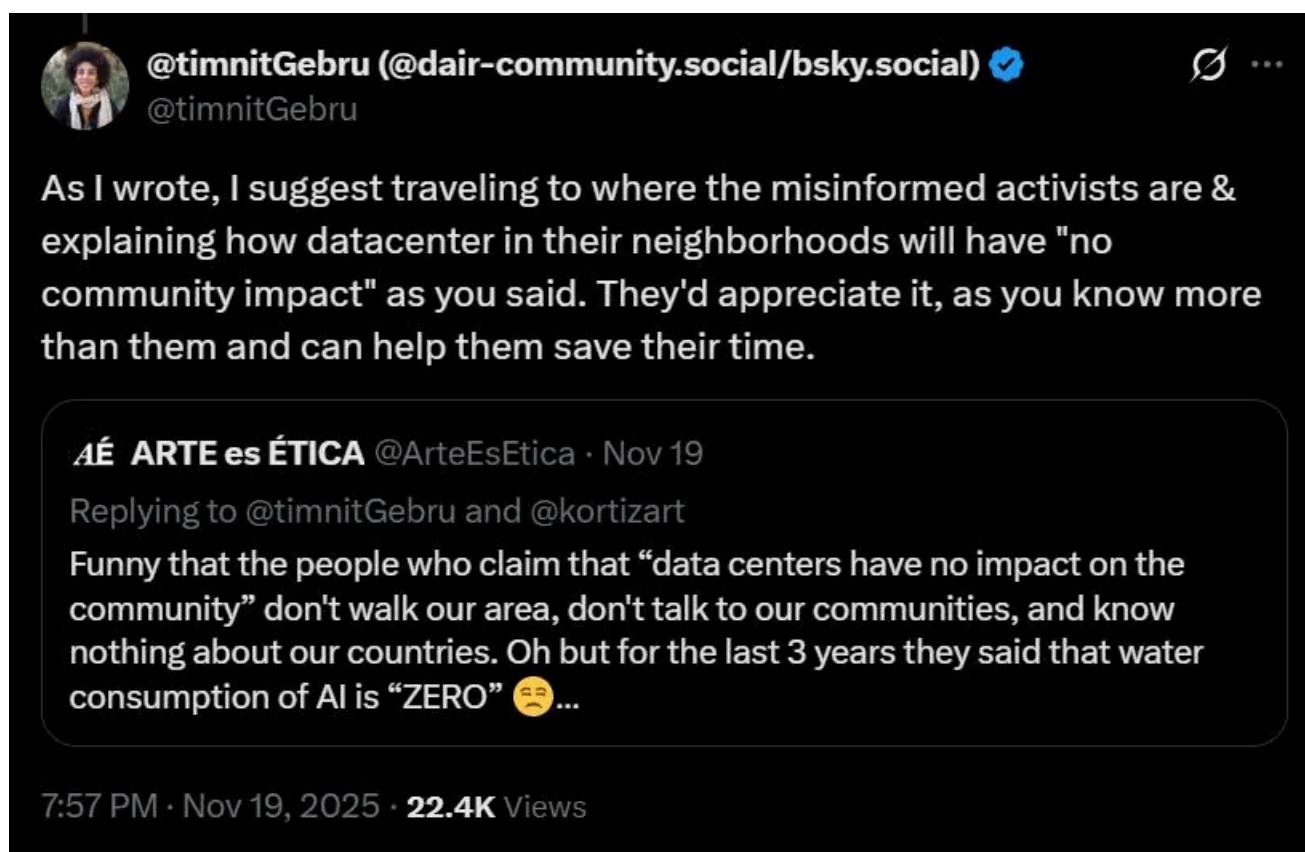 @timnitGebru (@dair-community.social/bsky.social)
@timnitGebru
As I wrote, I suggest traveling to where the misinformed activists are &
explaining how datacenter in their neighborhoods will have "no
community impact" as you said. They'd appreciate it, as you know more
than them and can help them save their time.
AÉ ARTE es ÉTICA @ArteEsEtica · Nov 19
Replying to @timnitGebru and @kortizart
Funny that the people who claim that “data centers have no impact on the
community” don't walk our area, don't talk to our communities, and know
nothing about our countries. Oh but for the last 3 years they said that water
consumption of AI is “ZERO” 😒...
7:57 PM · Nov 19, 2025 · 22.4K Views